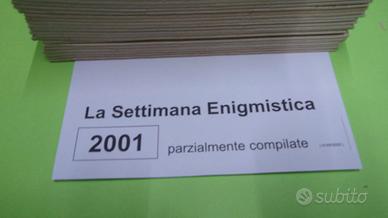 La Settimana Enigmistica
2001 parzialmente compilate
subito